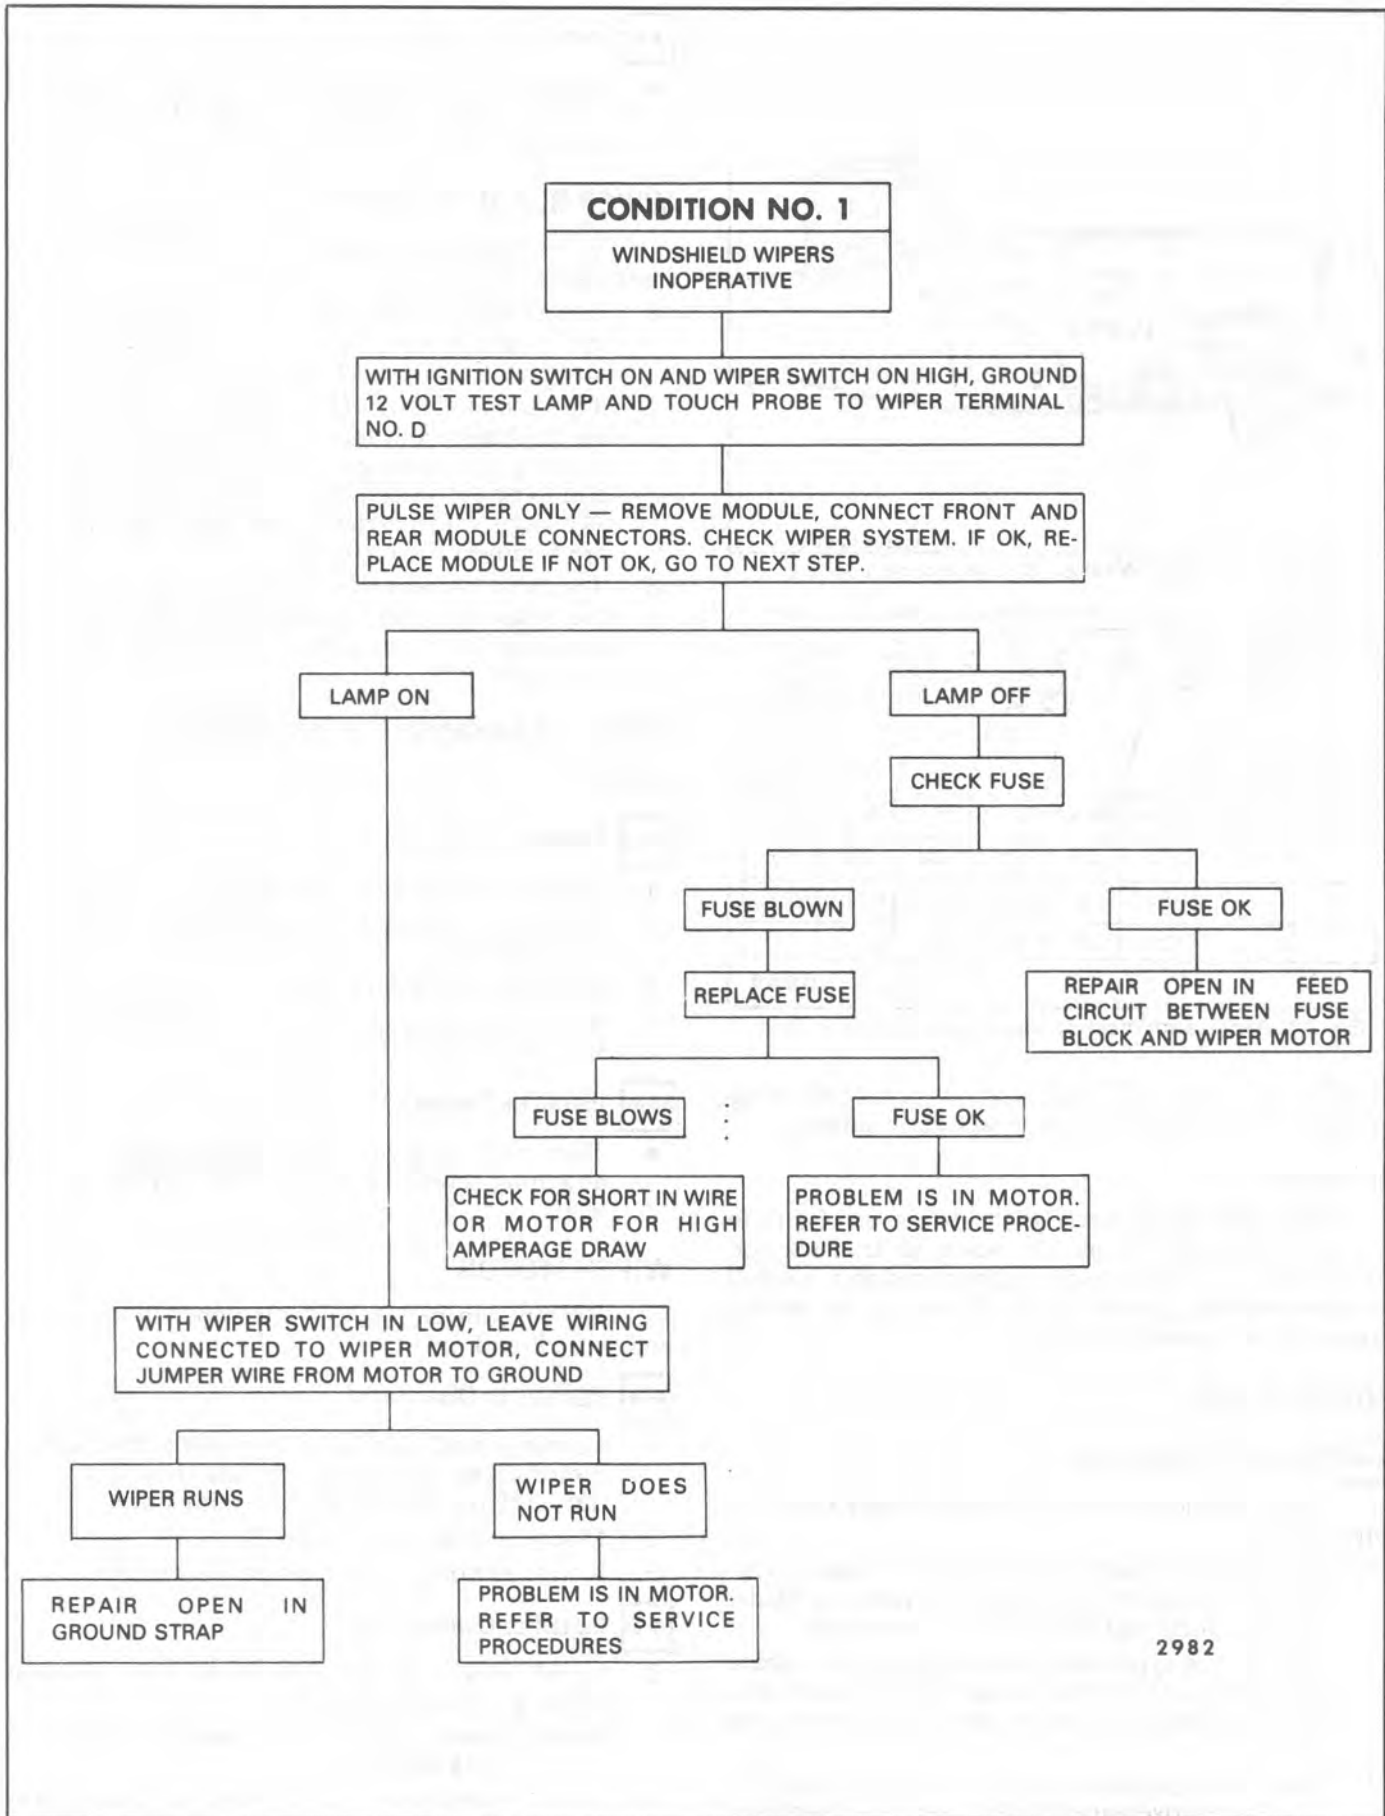 CONDITION NO. 1
WINDSHIELD WIPERS
INOPERATIVE
WITH IGNITION SWITCH ON AND WIPER SWITCH ON HIGH, GROUND
12 VOLT TEST LAMP AND TOUCH PROBE TO WIPER TERMINAL
NO. D
PULSE WIPER ONLY — REMOVE MODULE, CONNECT FRONT AND
REAR MODULE CONNECTORS. CHECK WIPER SYSTEM. IF OK, RE-
PLACE MODULE IF NOT OK, GO TO NEXT STEP.
LAMP ON
LAMP OFF
CHECK FUSE
FUSE BLOWN
FUSE OK
REPLACE FUSE
REPAIR OPEN IN FEED
CIRCUIT BETWEEN FUSE
BLOCK AND WIPER MOTOR
FUSE BLOWS
FUSE OK
CHECK FOR SHORT IN WIRE
OR MOTOR FOR HIGH
AMPERAGE DRAW
PROBLEM IS IN MOTOR.
REFER TO SERVICE PROCE-
DURE
WITH WIPER SWITCH IN LOW, LEAVE WIRING
CONNECTED TO WIPER MOTOR, CONNECT
JUMPER WIRE FROM MOTOR TO GROUND
WIPER RUNS
WIPER DOES
NOT RUN
REPAIR OPEN IN
GROUND STRAP
PROBLEM IS IN MOTOR.
REFER TO SERVICE
PROCEDURES
2982